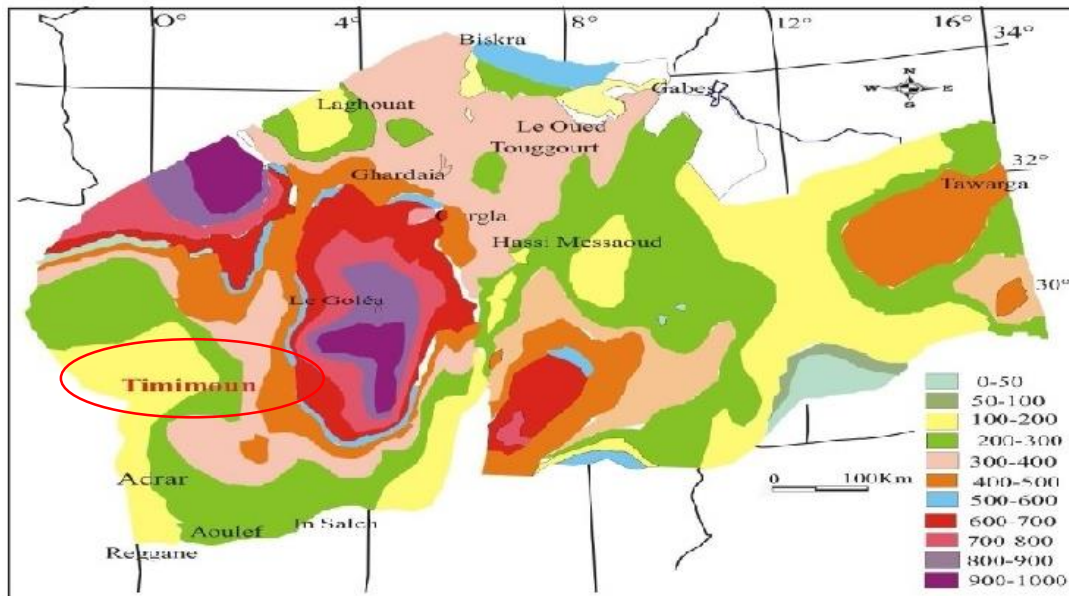 0° 4° 8° 12° 16°
34°
Biskra
N
W E
S
Gabes
Laghouat
Le Oued
Touggourt
32°
Ghardaia
Tawarga
Ourgla
Hassi Messaoud
30°
Le Goléa
Timimoun
0-50
50-100
100-200
200-300
300-400
400-500
500-600
600-700
700-800
800-900
900-1000
0 100Km
Adrar
In Salah
Aoulef
Reggane